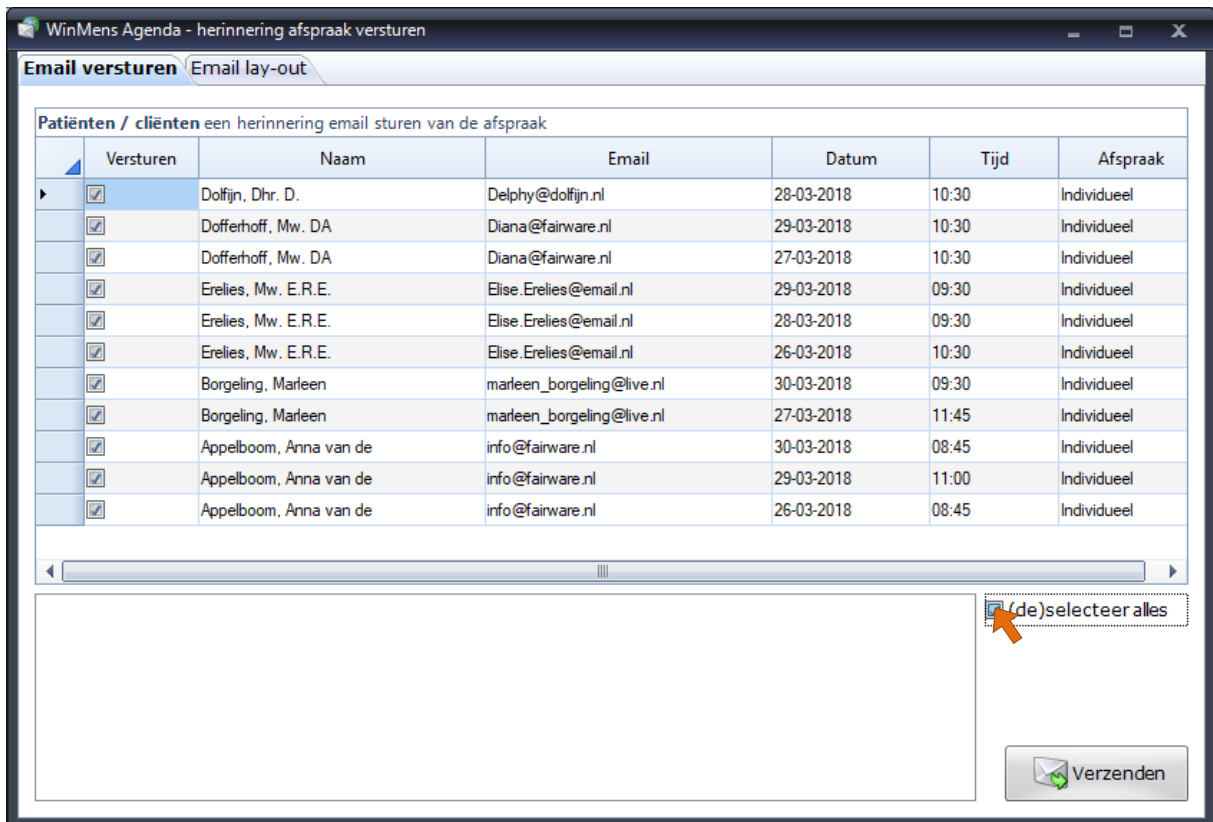 WinMens Agenda - herinnering afspraak versturen
Email versturen Email lay-out
Patiënten / cliënten een herinnering email sturen van de afspraak
Versturen Naam Email Datum Tijd Afspraak
Dolfijn, Dhr. D. Delphy@dolfijn.nl 28-03-2018 10:30 Individueel
Dofferhoff, Mw. DA Diana@fairware.nl 29-03-2018 10:30 Individueel
Dofferhoff, Mw. DA Diana@fairware.nl 27-03-2018 10:30 Individueel
Erelies, Mw. E.R.E. Elise.Erelies@email.nl 29-03-2018 09:30 Individueel
Erelies, Mw. E.R.E. Elise.Erelies@email.nl 28-03-2018 09:30 Individueel
Erelies, Mw. E.R.E. Elise.Erelies@email.nl 26-03-2018 10:30 Individueel
Borgeling, Marleen marleen_borgeling@live.nl 30-03-2018 09:30 Individueel
Borgeling, Marleen marleen_borgeling@live.nl 27-03-2018 11:45 Individueel
Appelboom, Anna van de info@fairware.nl 30-03-2018 08:45 Individueel
Appelboom, Anna van de info@fairware.nl 29-03-2018 11:00 Individueel
Appelboom, Anna van de info@fairware.nl 26-03-2018 08:45 Individueel
(de)selecteer alles
Verzenden